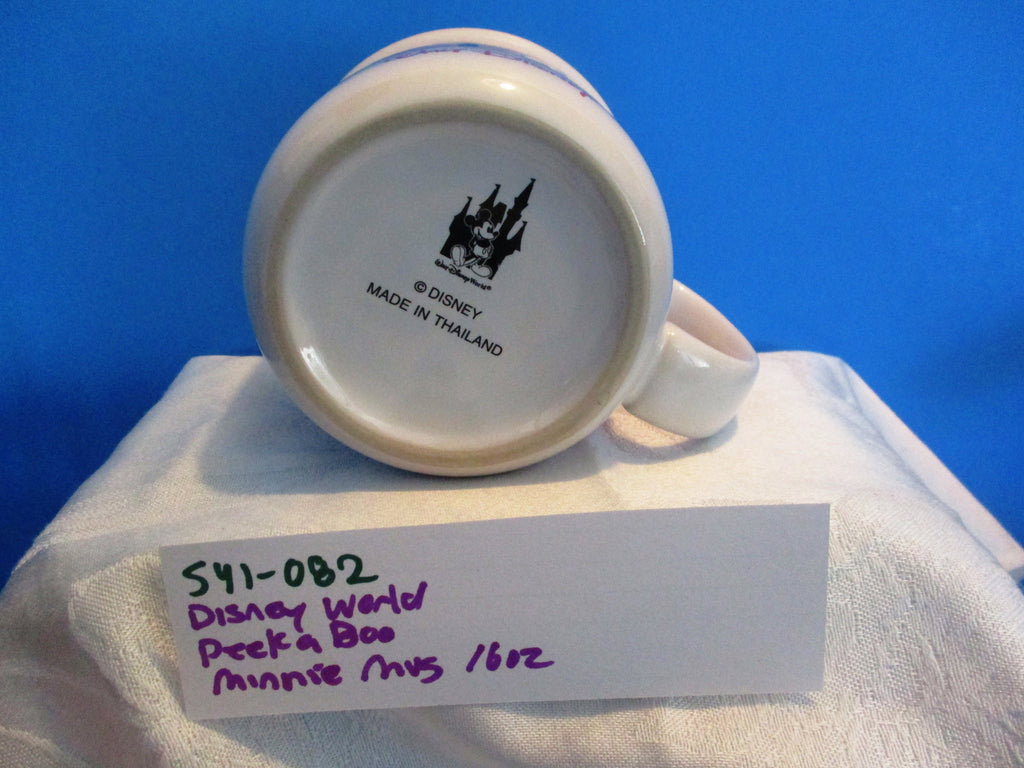 Walt Disney World®
© DISNEY
MADE IN THAILAND
541-082
Disney World
Peek a Boo
Minnie Mug 16oz